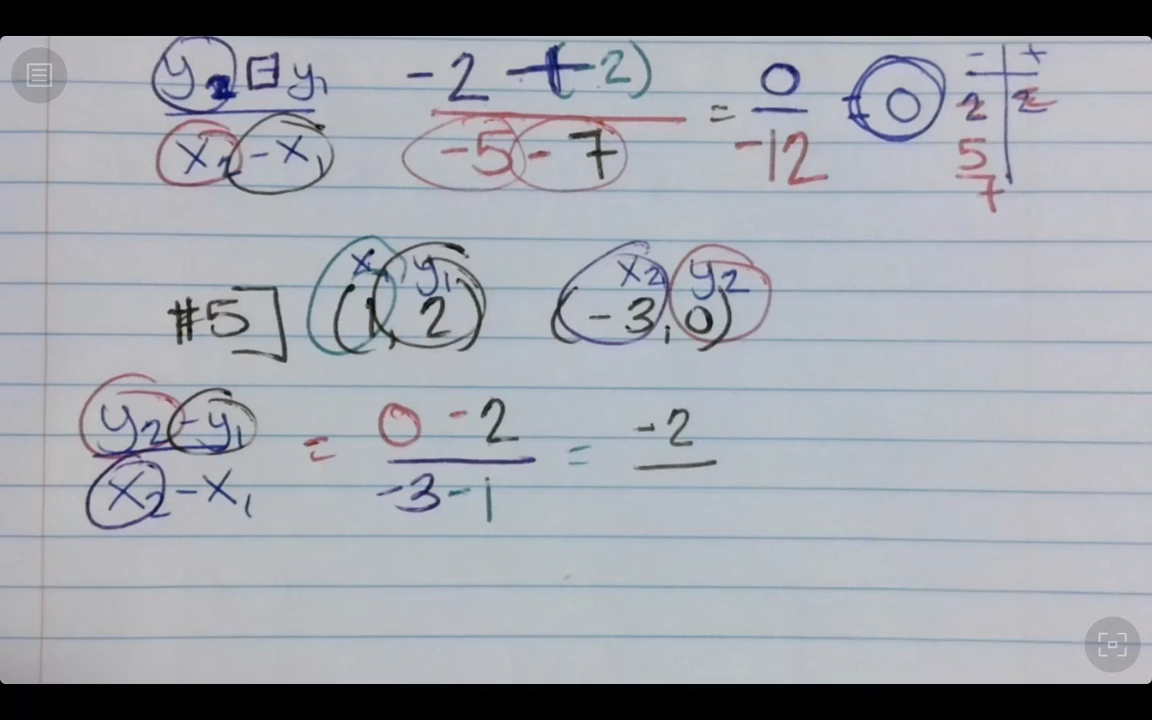 y₂ - y₁ -2 -(-2) 0 = 0 - | +
x₂ - x₁ -5 - 7 = -12 2 | 2
5
7
x₁ y₁ x₂ y₂
#5] (1, 2) (-3, 0)
y₂ - y₁ = 0 - 2 = -2
x₂ - x₁ -3 - 1